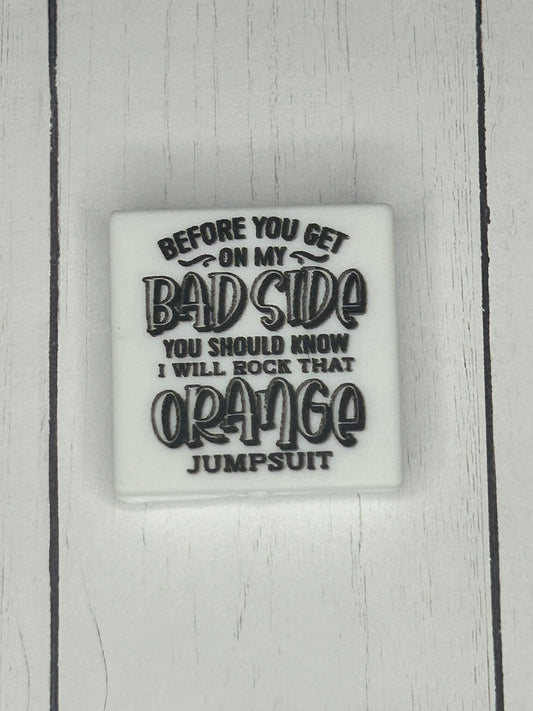 BEFORE YOU GET
ON MY
BAD SIDE
YOU SHOULD KNOW
I WILL ROCK THAT
ORANGE
JUMPSUIT